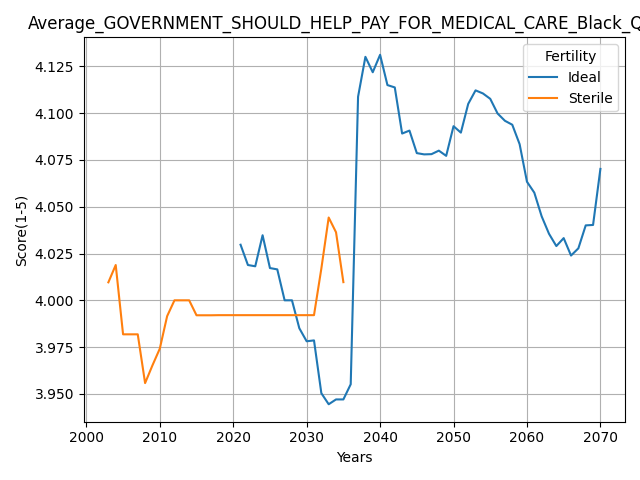 Average_GOVERNMENT_SHOULD_HELP_PAY_FOR_MEDICAL_CARE_Black_Q
Fertility
Ideal
Sterile
4.125
4.100
4.075
4.050
4.025
4.000
3.975
3.950
Score(1-5)
2000 2010 2020 2030 2040 2050 2060 2070
Years